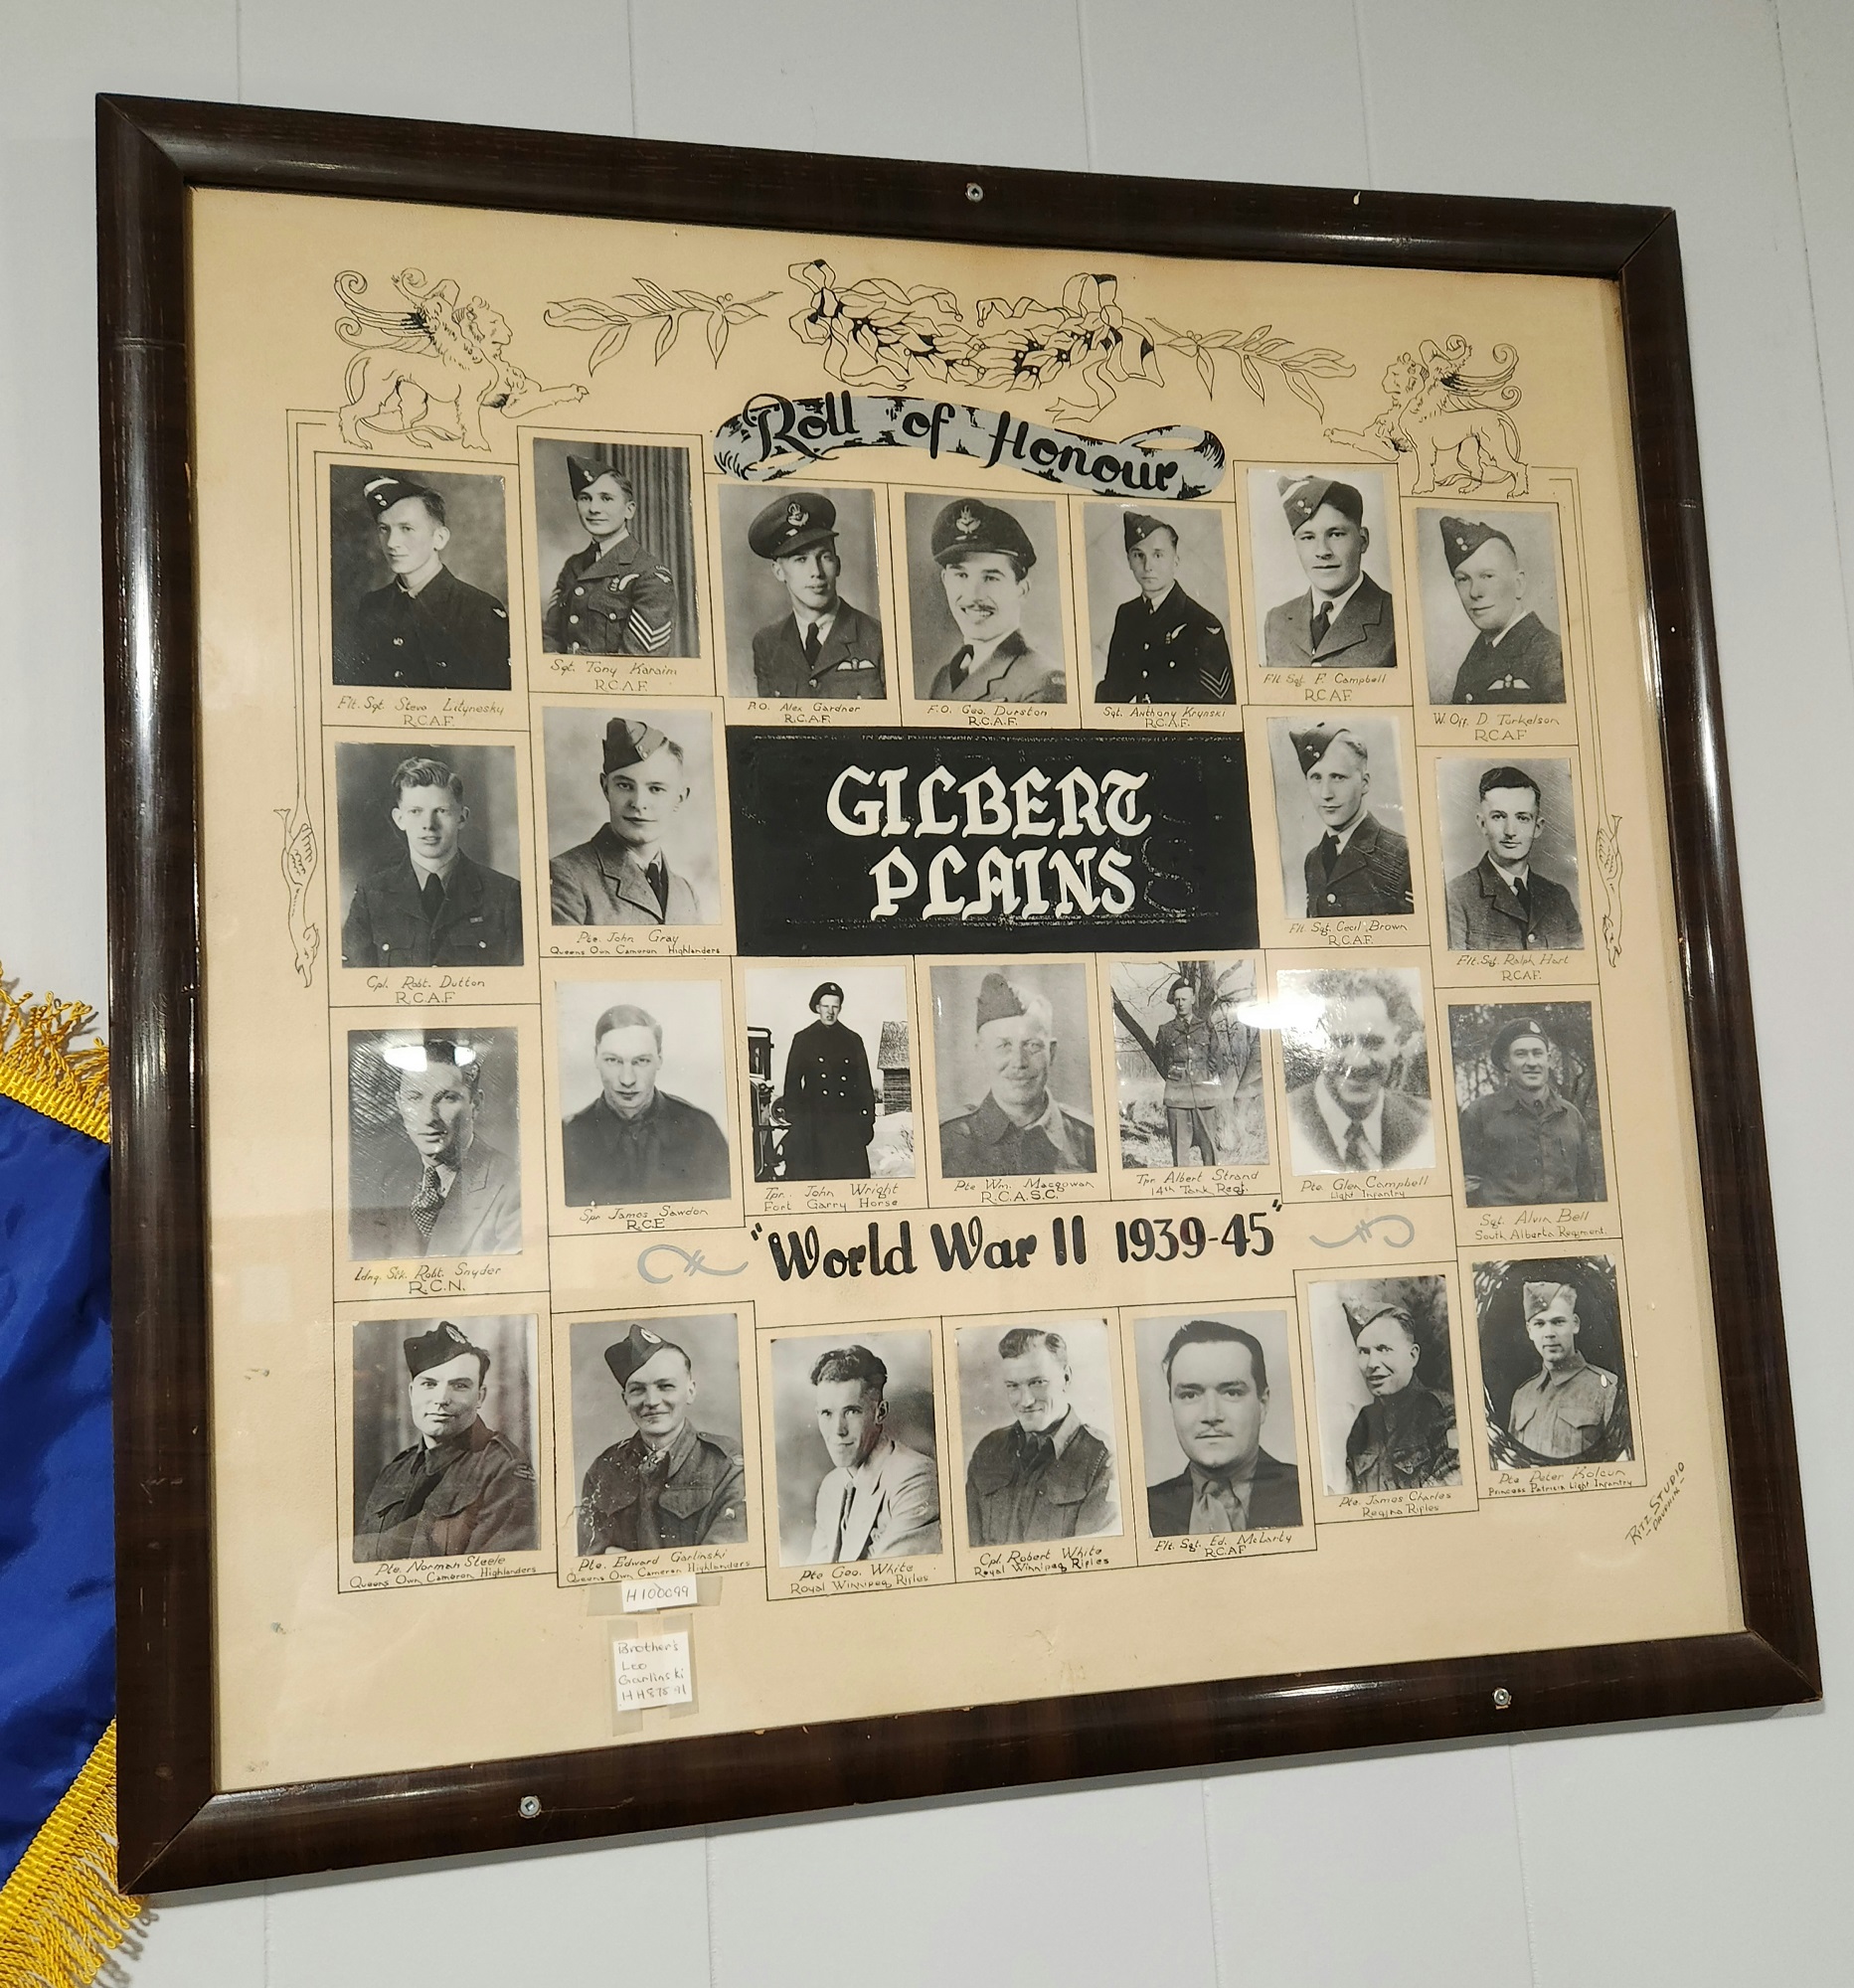 Roll of Honour
Flt. Sgt. Steve Litynesky
R.C.A.F.
Sgt. Tony Karaim
R.C.A.F.
P.O. Alex Gardner
R.C.A.F.
F.O. Geo. Durston
R.C.A.F.
Sgt. Anthony Krynski
R.C.A.F.
Flt. Sgt. E. Campbell
R.C.A.F.
W. Off. D. Torkelson
R.C.A.F
Cpl. Robt. Dutton
R.C.A.F
Pte. John Gray
Queens Own Cameron Highlanders
GILBERT
PLAINS
Flt. Sgt. Cecil Brown
R.C.A.F.
Flt. Sgt. Ralph Hart
R.C.A.F.
Ldng. Stk. Robt. Snyder
R.C.N.
Spr. James Sawdon
R.C.E
Tpr. John Wright
Fort Garry Horse
Pte Wm. Macgowan
R.C.A.S.C.
Tpr. Albert Strand
14th Tank Regt.
Pte. Glen Campbell
Light Infantry
Sgt. Alvin Bell
South Alberta Regiment.
"World War II 1939-45"
Pte. Norman Steele
Queens Own Cameron Highlanders
Pte. Edward Garlinski
Queens Own Cameron Highlanders
Pte Geo. White
Royal Winnipeg Rifles
Cpl. Robert White
Royal Winnipeg Rifles
Flt. Sgt. Ed. McLarty
R.C.A.F
Pte. James Charles
Regina Rifles
Pte Peter Kolcun
Princess Patricia Light Infantry
RITZ STUDIO
-DAUPHIN-
H100099
Brother's
Leo
Garlinski